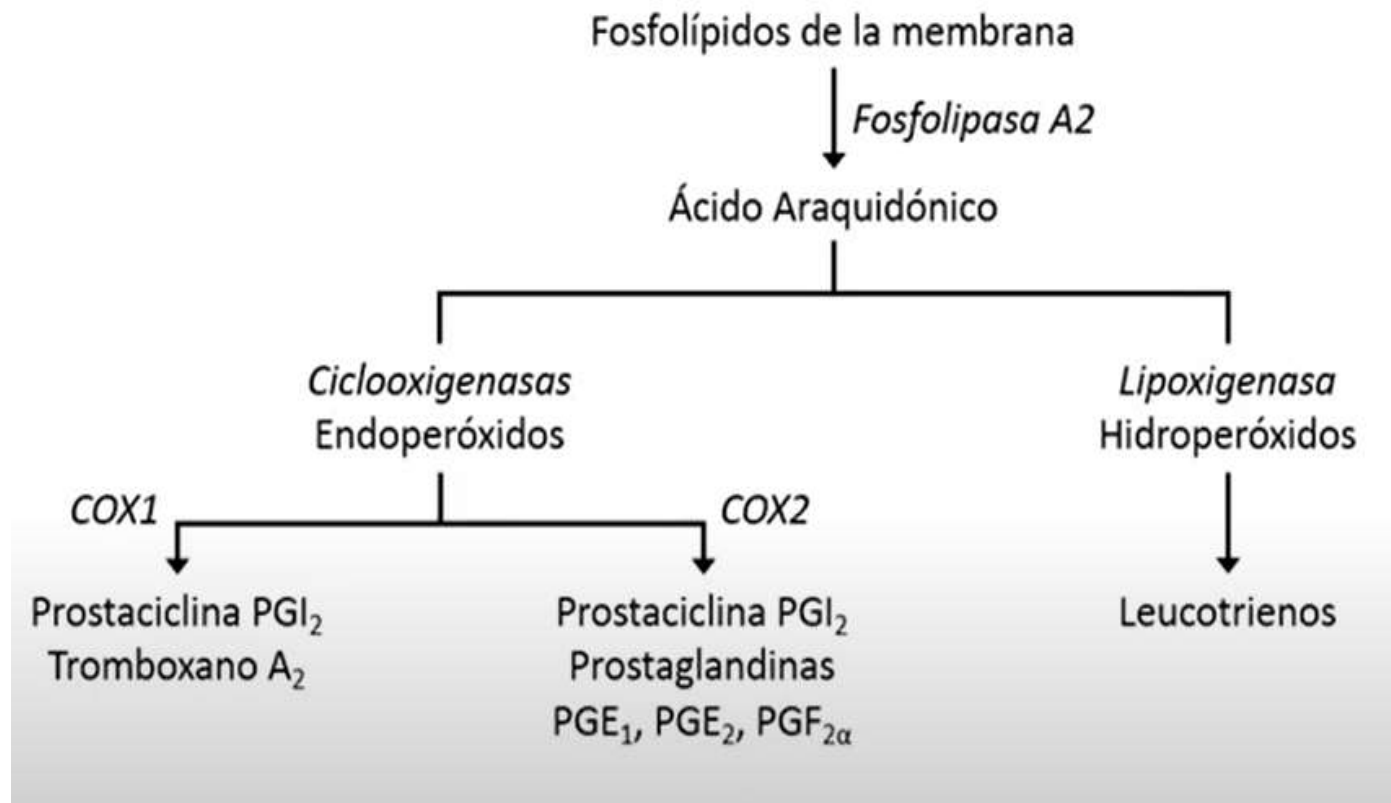 Fosfolípidos de la membrana
Fosfolipasa A2
Ácido Araquidónico
Ciclooxigenasas
Endoperóxidos
Lipoxigenasa
Hidroperóxidos
COX1
COX2
Prostaciclina PGI₂
Tromboxano A₂
Prostaciclina PGI₂
Prostaglandinas
PGE₁, PGE₂, PGF₂α
Leucotrienos